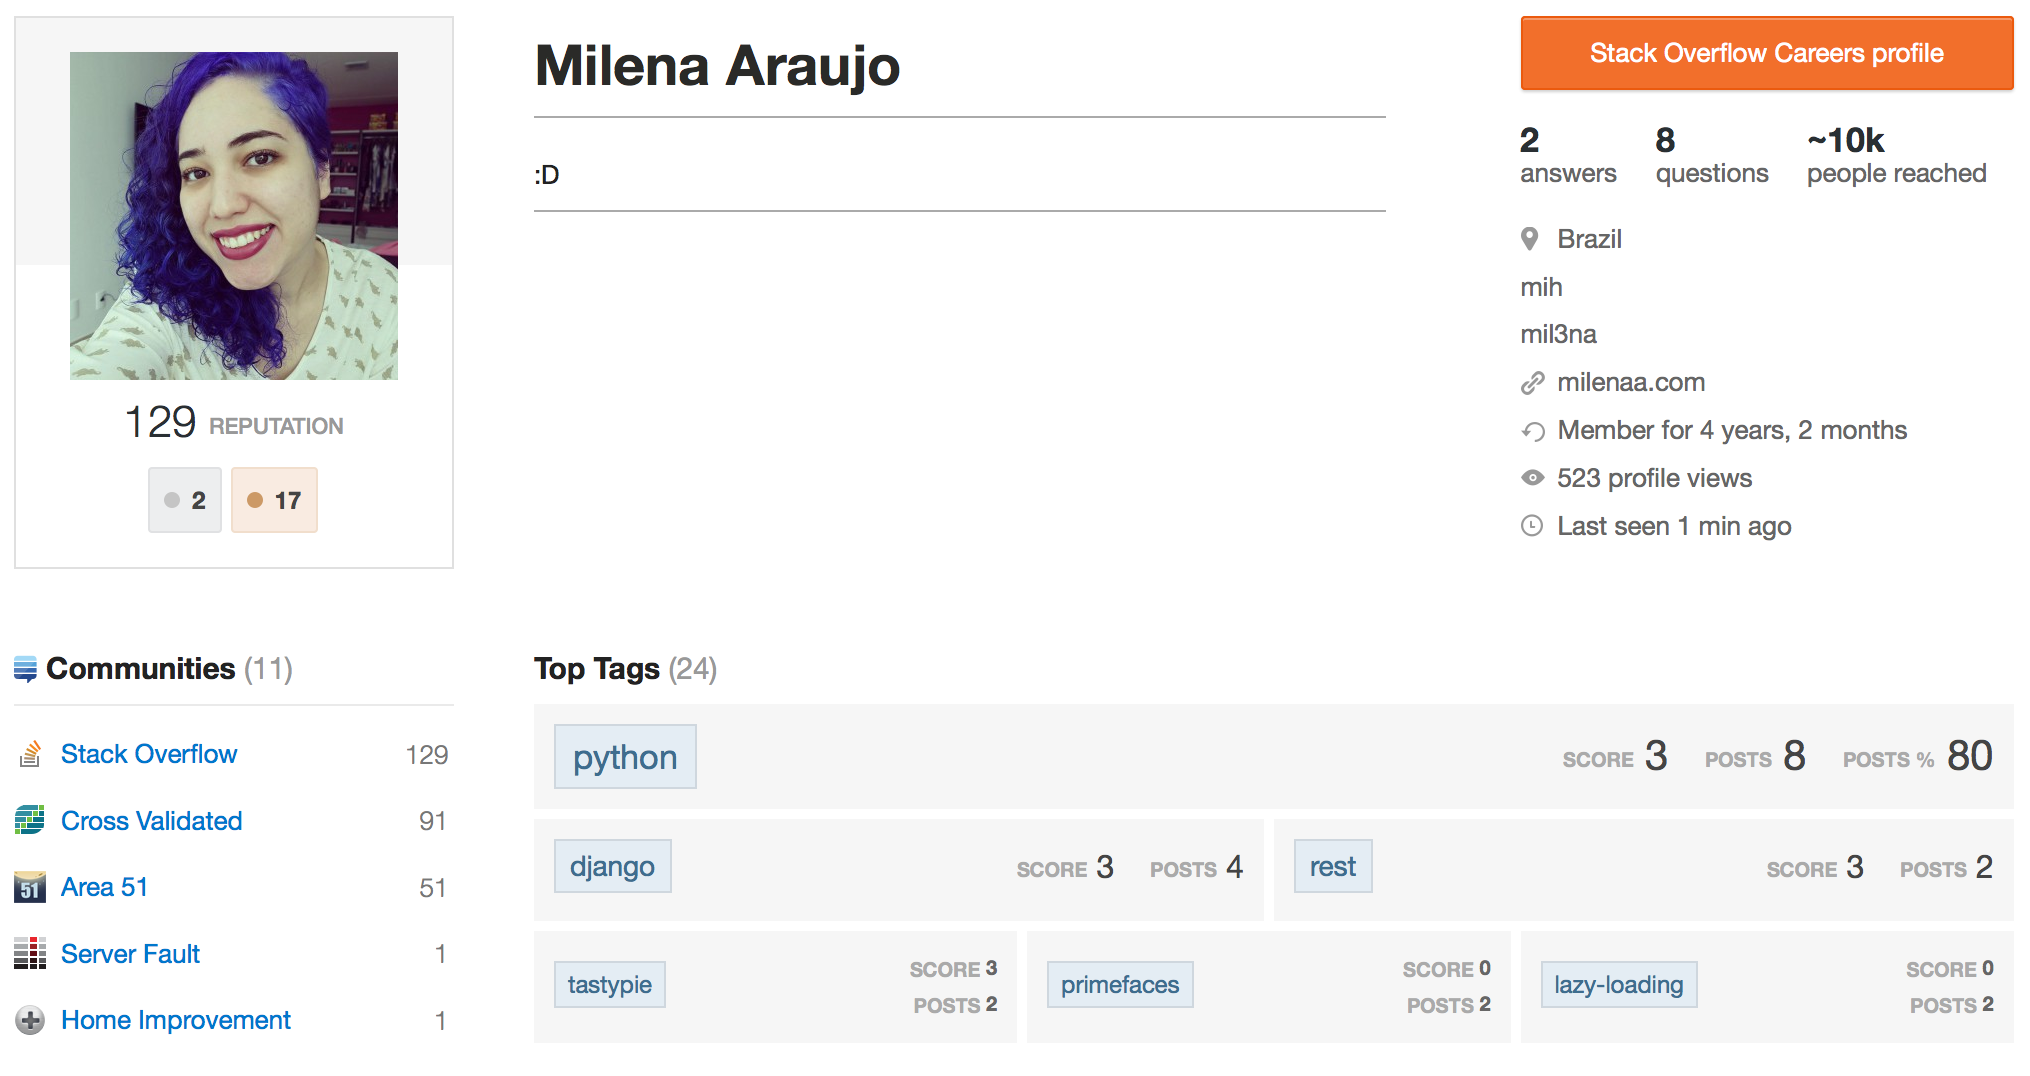 Milena Araujo
:D
129 REPUTATION
2 17
Stack Overflow Careers profile
2 8 ~10k
answers questions people reached
Brazil
mih
mil3na
milenaa.com
Member for 4 years, 2 months
523 profile views
Last seen 1 min ago
Communities (11)
Stack Overflow 129
Cross Validated 91
51 Area 51 51
Server Fault 1
Home Improvement 1
Top Tags (24)
python SCORE 3 POSTS 8 POSTS % 80
django SCORE 3 POSTS 4
rest SCORE 3 POSTS 2
tastypie SCORE 3
POSTS 2
primefaces SCORE 0
POSTS 2
lazy-loading SCORE 0
POSTS 2